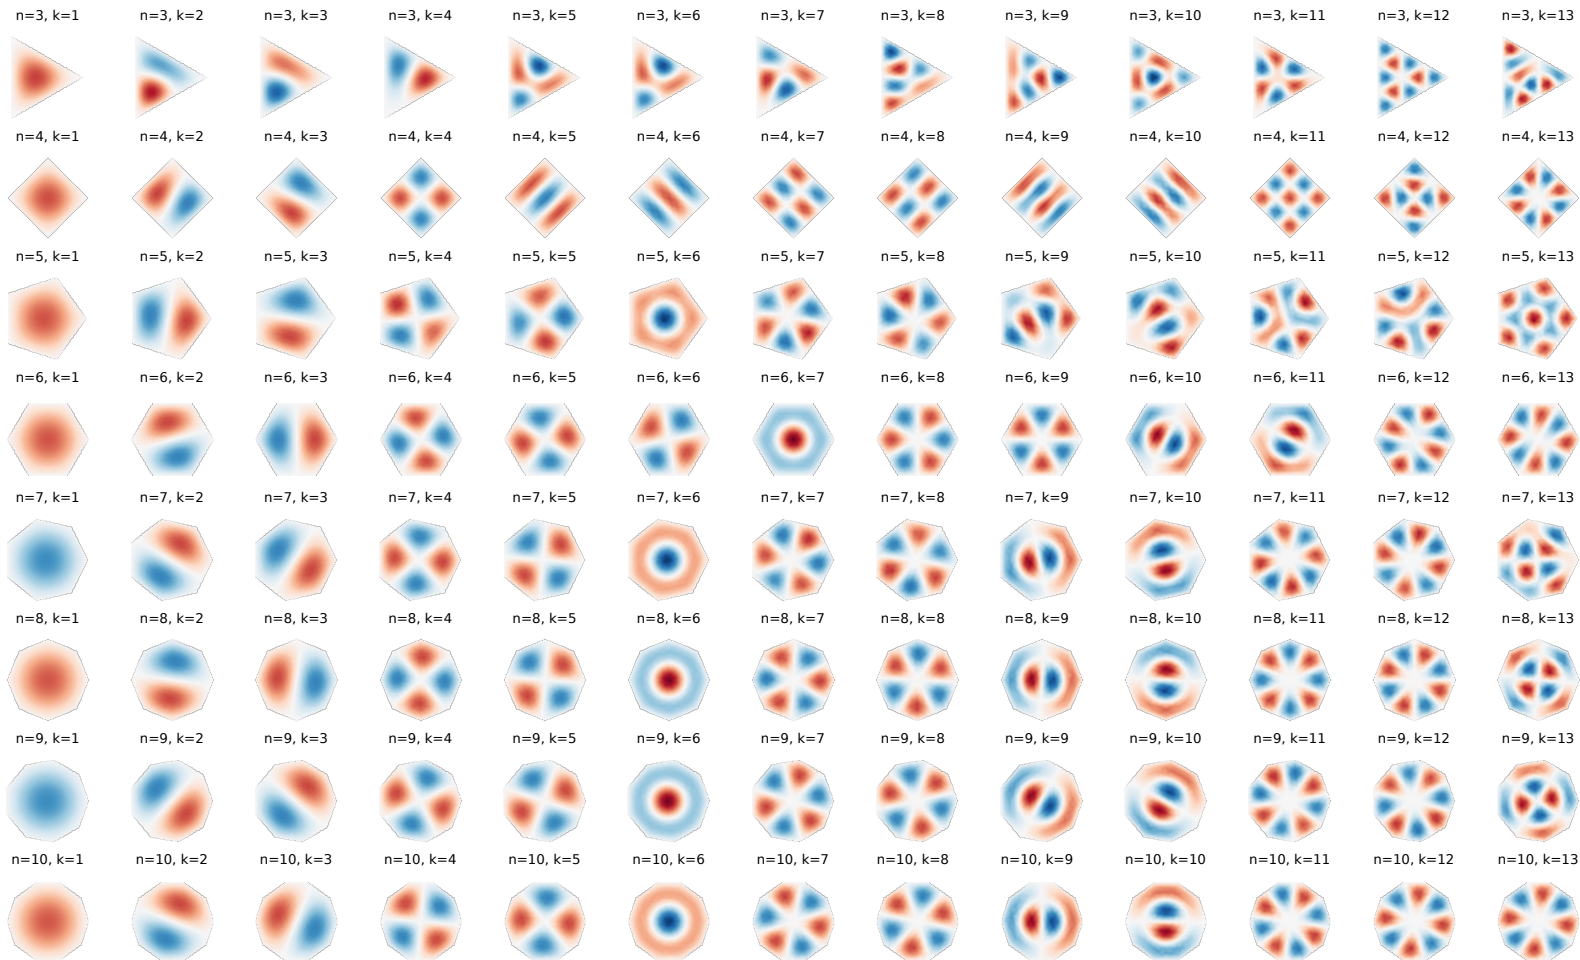 n=3, k=1 n=3, k=2 n=3, k=3 n=3, k=4 n=3, k=5 n=3, k=6 n=3, k=7 n=3, k=8 n=3, k=9 n=3, k=10 n=3, k=11 n=3, k=12 n=3, k=13
n=4, k=1 n=4, k=2 n=4, k=3 n=4, k=4 n=4, k=5 n=4, k=6 n=4, k=7 n=4, k=8 n=4, k=9 n=4, k=10 n=4, k=11 n=4, k=12 n=4, k=13
n=5, k=1 n=5, k=2 n=5, k=3 n=5, k=4 n=5, k=5 n=5, k=6 n=5, k=7 n=5, k=8 n=5, k=9 n=5, k=10 n=5, k=11 n=5, k=12 n=5, k=13
n=6, k=1 n=6, k=2 n=6, k=3 n=6, k=4 n=6, k=5 n=6, k=6 n=6, k=7 n=6, k=8 n=6, k=9 n=6, k=10 n=6, k=11 n=6, k=12 n=6, k=13
n=7, k=1 n=7, k=2 n=7, k=3 n=7, k=4 n=7, k=5 n=7, k=6 n=7, k=7 n=7, k=8 n=7, k=9 n=7, k=10 n=7, k=11 n=7, k=12 n=7, k=13
n=8, k=1 n=8, k=2 n=8, k=3 n=8, k=4 n=8, k=5 n=8, k=6 n=8, k=7 n=8, k=8 n=8, k=9 n=8, k=10 n=8, k=11 n=8, k=12 n=8, k=13
n=9, k=1 n=9, k=2 n=9, k=3 n=9, k=4 n=9, k=5 n=9, k=6 n=9, k=7 n=9, k=8 n=9, k=9 n=9, k=10 n=9, k=11 n=9, k=12 n=9, k=13
n=10, k=1 n=10, k=2 n=10, k=3 n=10, k=4 n=10, k=5 n=10, k=6 n=10, k=7 n=10, k=8 n=10, k=9 n=10, k=10 n=10, k=11 n=10, k=12 n=10, k=13